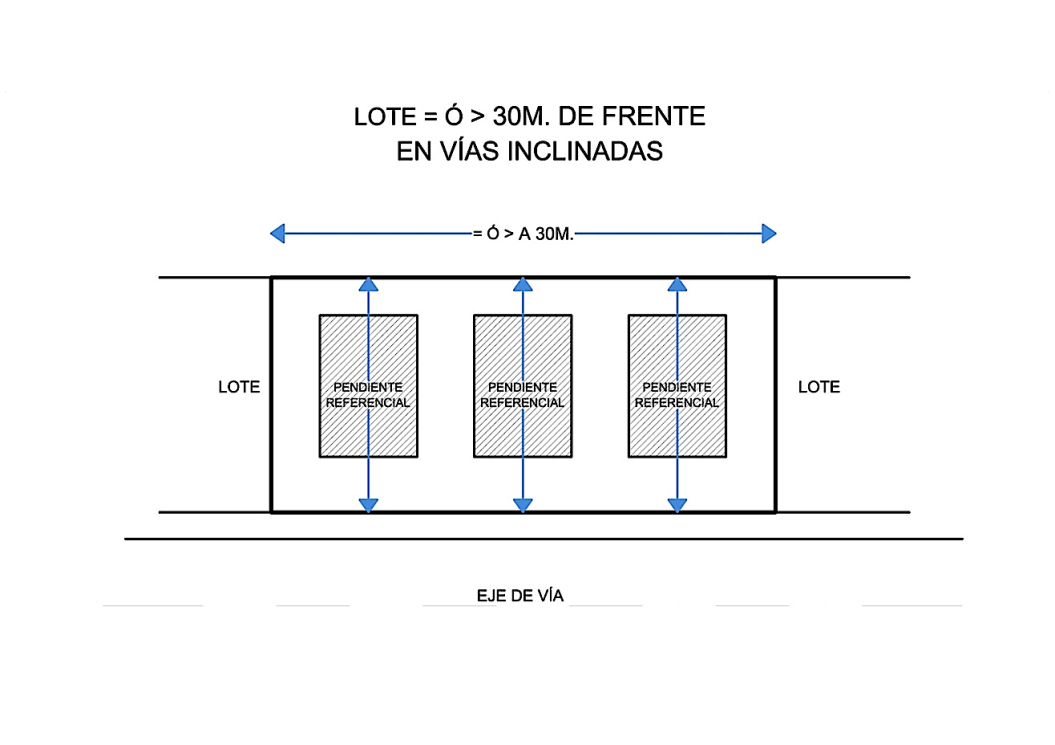 LOTE = Ó > 30M. DE FRENTE
EN VÍAS INCLINADAS
= Ó > A 30M.
LOTE
PENDIENTE
REFERENCIAL
PENDIENTE
REFERENCIAL
PENDIENTE
REFERENCIAL
LOTE
EJE DE VÍA